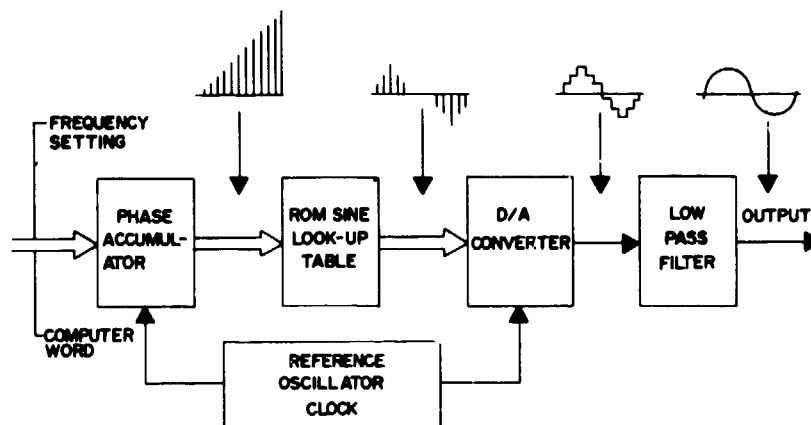 FREQUENCY
SETTING
PHASE
ACCUMUL-
ATOR
ROM SINE
LOOK-UP
TABLE
D/A
CONVERTER
LOW
PASS
FILTER
OUTPUT
COMPUTER
WORD
REFERENCE
OSCILLATOR
CLOCK